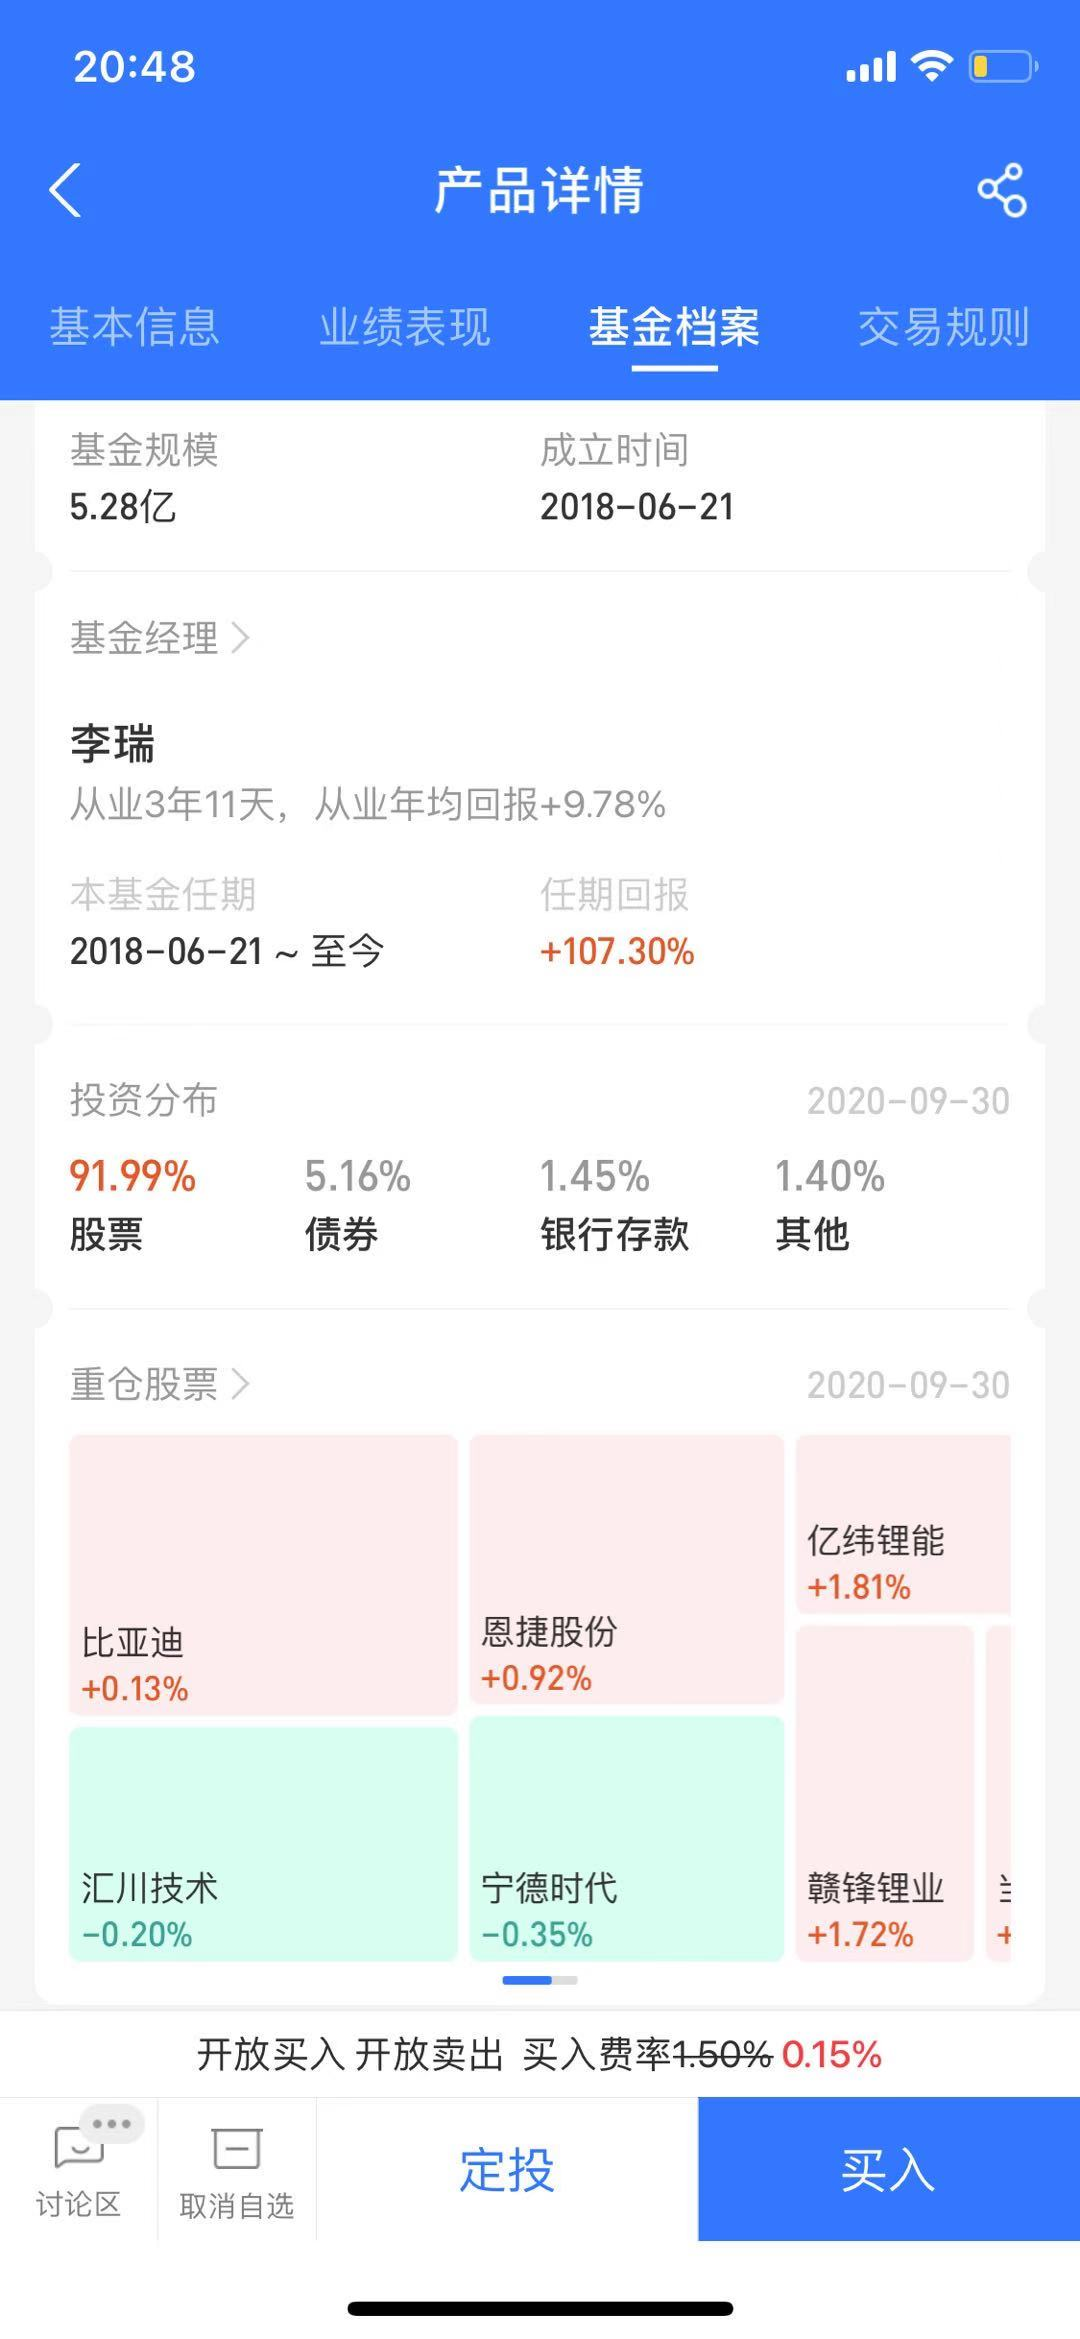 20:48
产品详情
基本信息 业绩表现 基金档案 交易规则
基金规模 成立时间
5.28亿 2018-06-21
基金经理
李瑞
从业3年11天，从业年均回报+9.78%
本基金任期 任期回报
2018-06-21 ~ 至今 +107.30%
投资分布 2020-09-30
91.99% 5.16% 1.45% 1.40%
股票 债券 银行存款 其他
重仓股票 2020-09-30
亿纬锂能
+1.81%
比亚迪
+0.13%
恩捷股份
+0.92%
汇川技术
-0.20%
宁德时代
-0.35%
赣锋锂业
+1.72%
+
开放买入 开放卖出 买入费率1.50% 0.15%
讨论区 取消自选 定投 买入